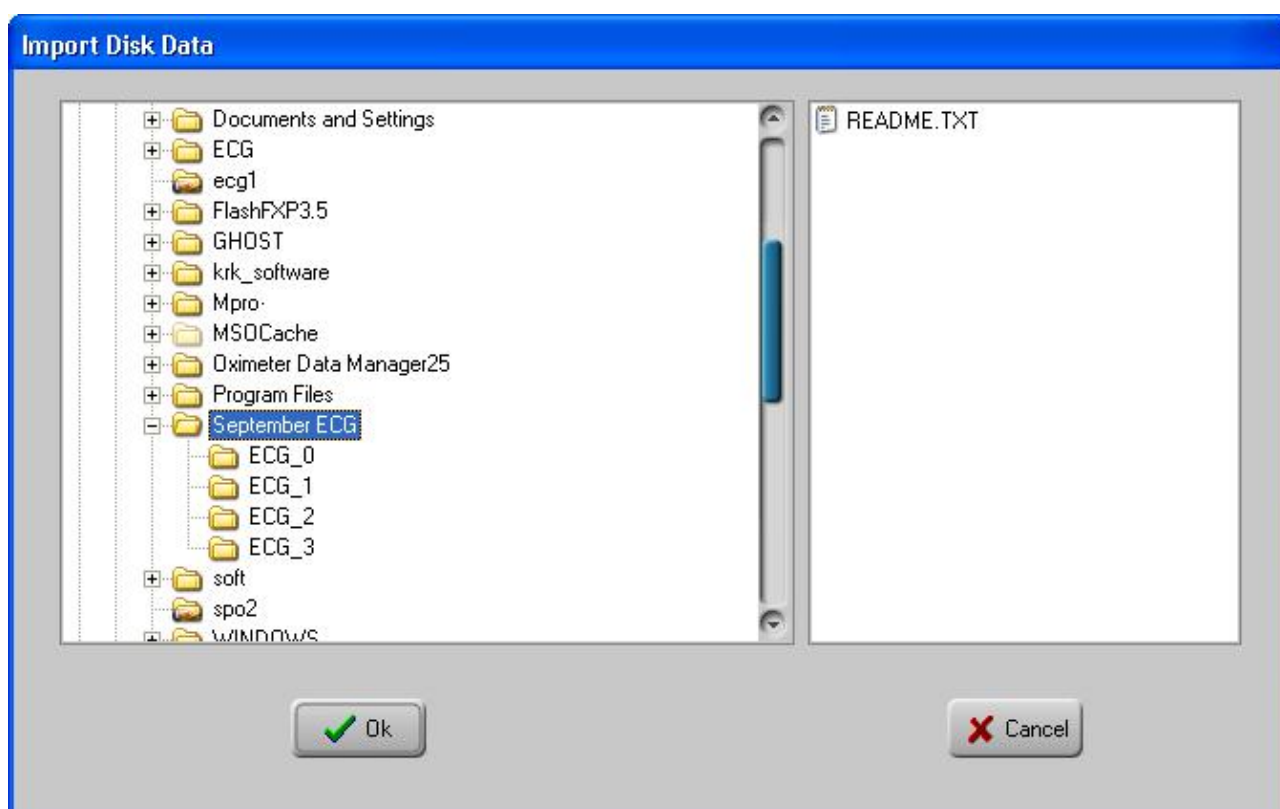 Import Disk Data
Documents and Settings
ECG
ecg1
FlashFXP3.5
GHOST
krk_software
Mpro·
MSOCache
Oximeter Data Manager25
Program Files
September ECG
ECG_0
ECG_1
ECG_2
ECG_3
soft
spo2
WINDOWS
README.TXT
Ok
Cancel